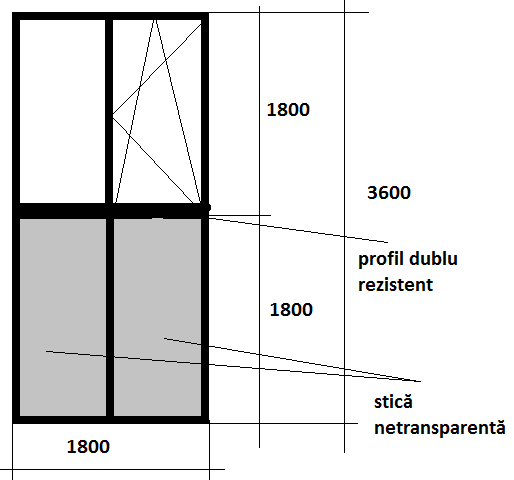 1800
3600
profil dublu
rezistent
1800
stică
netransparentă
1800